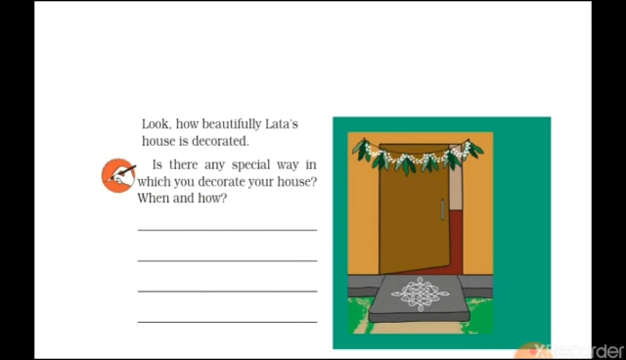 Look, how beautifully Lata's
house is decorated.
Is there any special way in
which you decorate your house?
When and how?
XRecorder